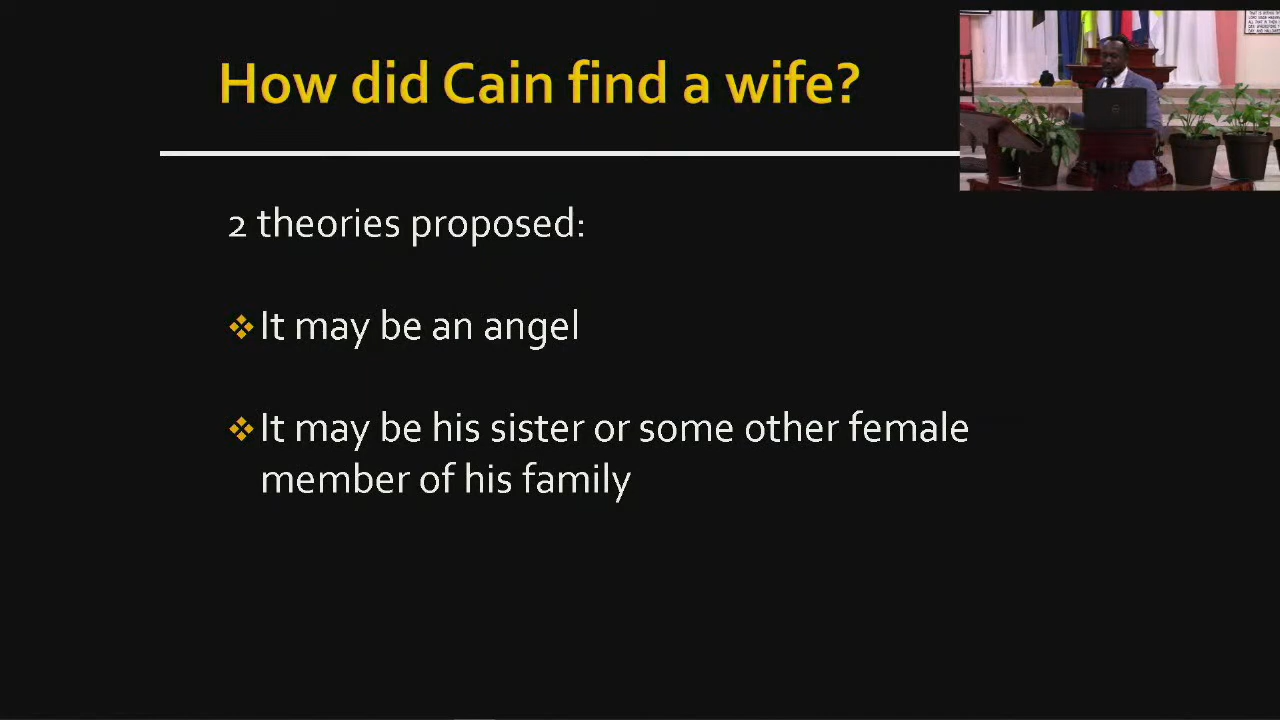 How did Cain find a wife?
2 theories proposed:
❖It may be an angel
❖It may be his sister or some other female
member of his family